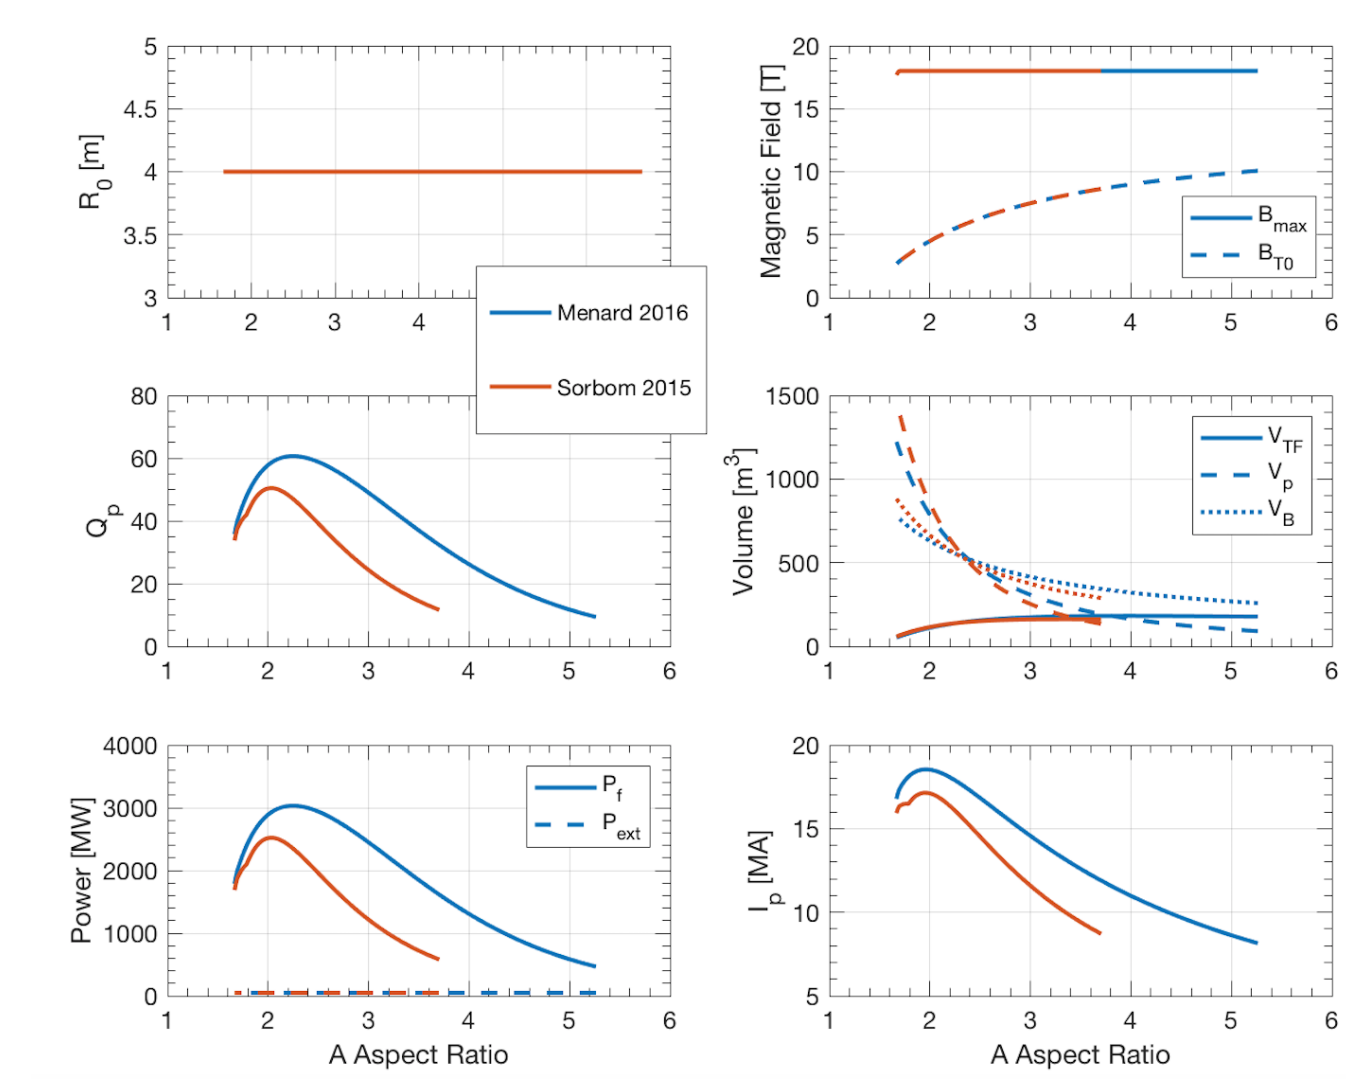 5
4.5
4
3.5
3
R0 [m]
1 2 3 4
Menard 2016
Sorbom 2015
20
15
10
5
0
Magnetic Field [T]
Bmax
BT0
1 2 3 4 5 6
80
60
40
20
0
Qp
1 2 3 4 5 6
1500
1000
500
0
Volume [m3]
VTF
Vp
VB
1 2 3 4 5 6
4000
3000
2000
1000
0
Power [MW]
Pf
Pext
1 2 3 4 5 6
A Aspect Ratio
20
15
10
5
Ip [MA]
1 2 3 4 5 6
A Aspect Ratio